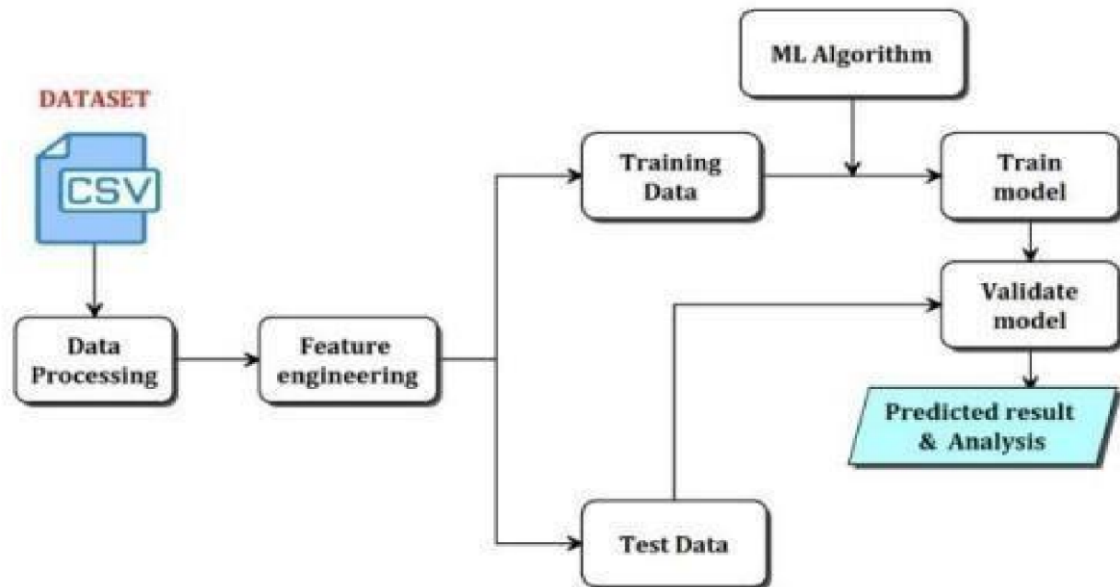 ML Algorithm
DATASET
CSV
Training
Data
Train
model
Validate
model
Data
Processing
Feature
engineering
Predicted result
& Analysis
Test Data